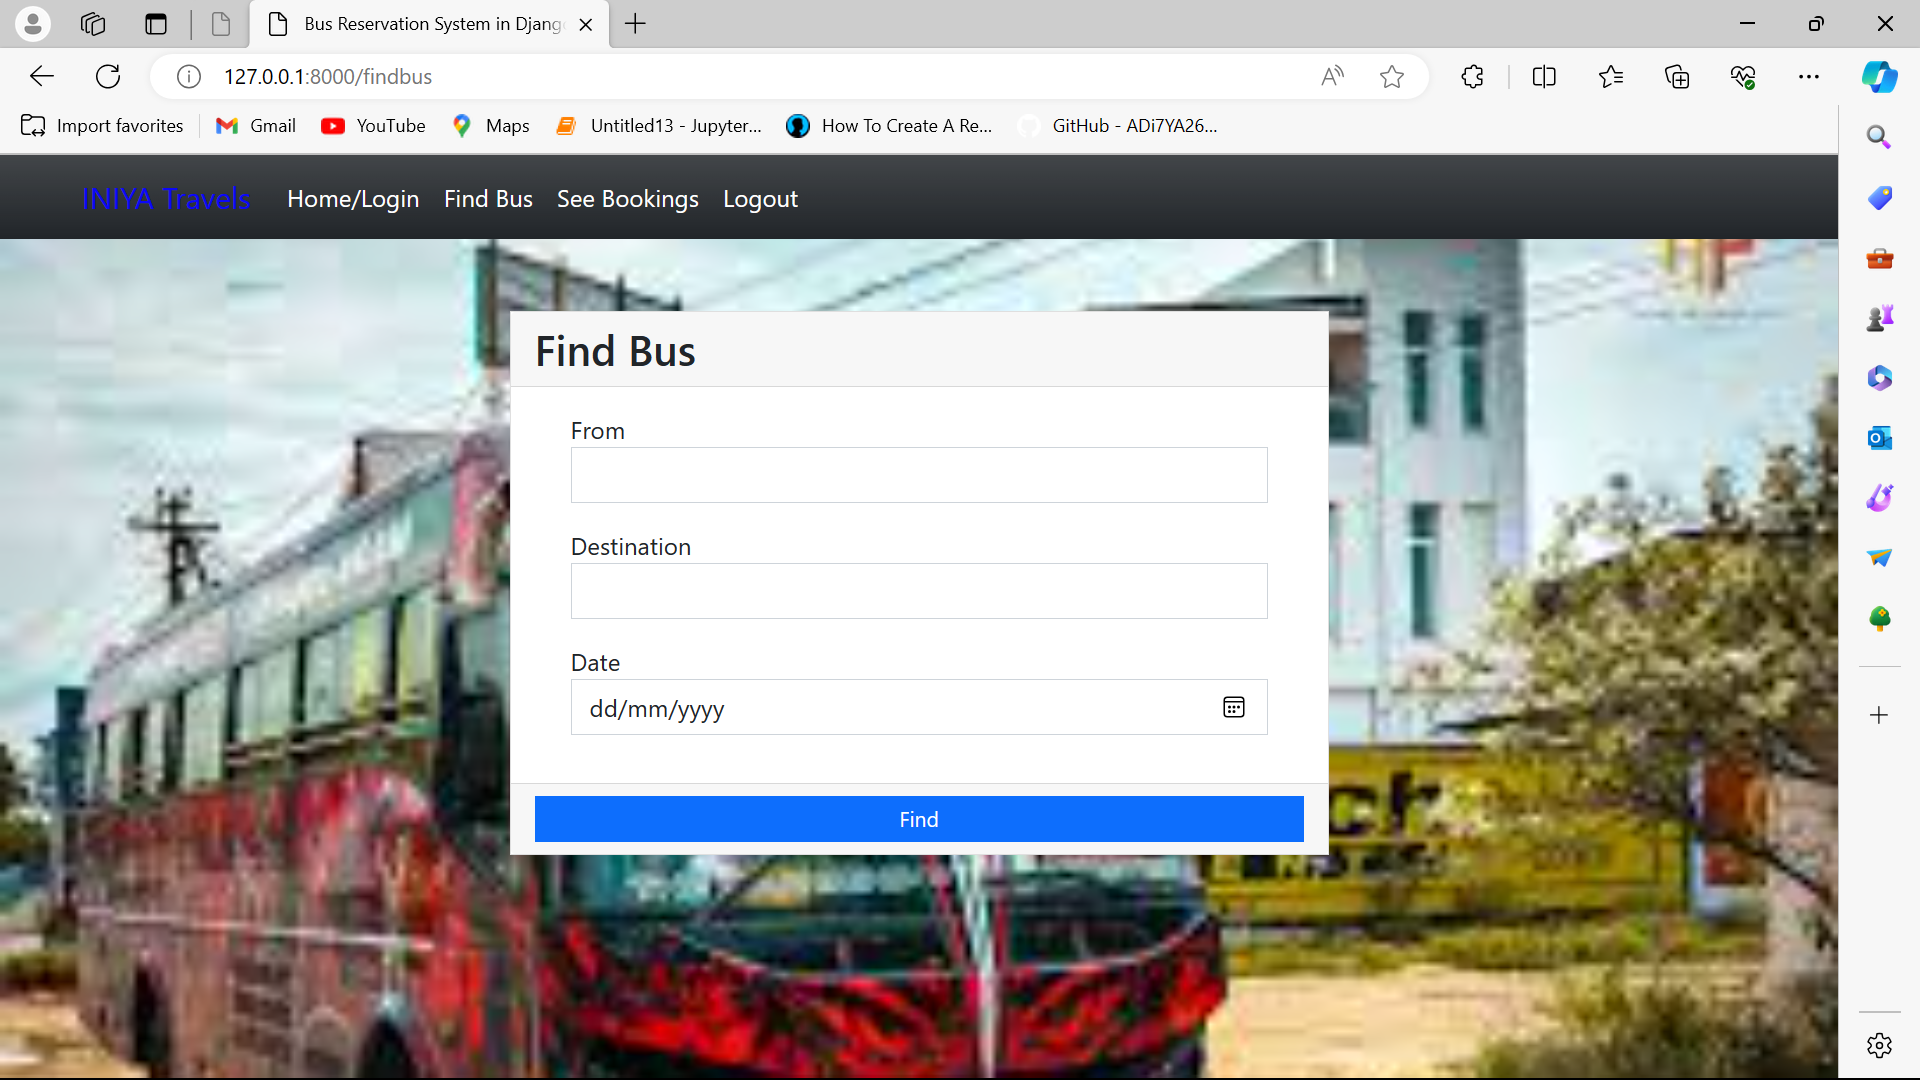 Bus Reservation System in Djang
127.0.0.1:8000/findbus
Import favorites
Gmail
YouTube
Maps
Untitled13 - Jupyter...
How To Create A Re...
GitHub - ADi7YA26...
INIYA Travels
Home/Login
Find Bus
See Bookings
Logout
Find Bus
From
Destination
Date
dd/mm/yyyy
Find